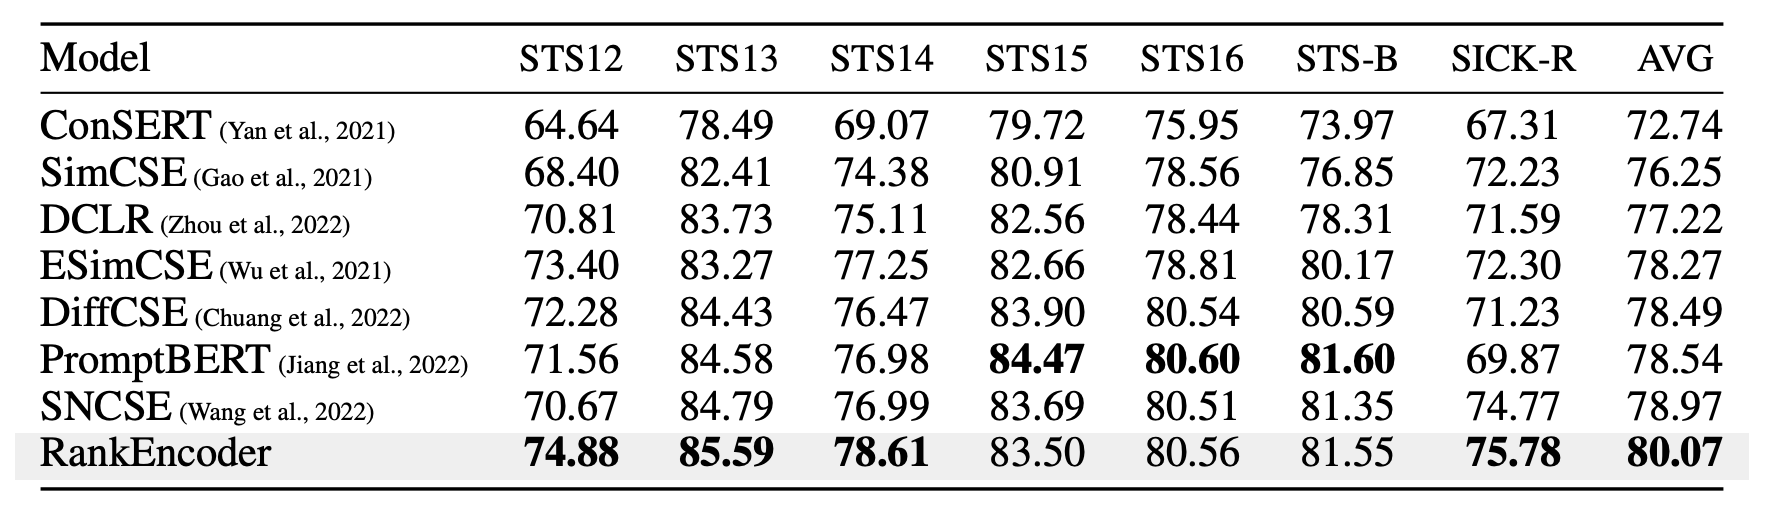 Model STS12 STS13 STS14 STS15 STS16 STS-B SICK-R AVG
ConSERT (Yan et al., 2021) 64.64 78.49 69.07 79.72 75.95 73.97 67.31 72.74
SimCSE (Gao et al., 2021) 68.40 82.41 74.38 80.91 78.56 76.85 72.23 76.25
DCLR (Zhou et al., 2022) 70.81 83.73 75.11 82.56 78.44 78.31 71.59 77.22
ESimCSE (Wu et al., 2021) 73.40 83.27 77.25 82.66 78.81 80.17 72.30 78.27
DiffCSE (Chuang et al., 2022) 72.28 84.43 76.47 83.90 80.54 80.59 71.23 78.49
PromptBERT (Jiang et al., 2022) 71.56 84.58 76.98 84.47 80.60 81.60 69.87 78.54
SNCSE (Wang et al., 2022) 70.67 84.79 76.99 83.69 80.51 81.35 74.77 78.97
RankEncoder 74.88 85.59 78.61 83.50 80.56 81.55 75.78 80.07